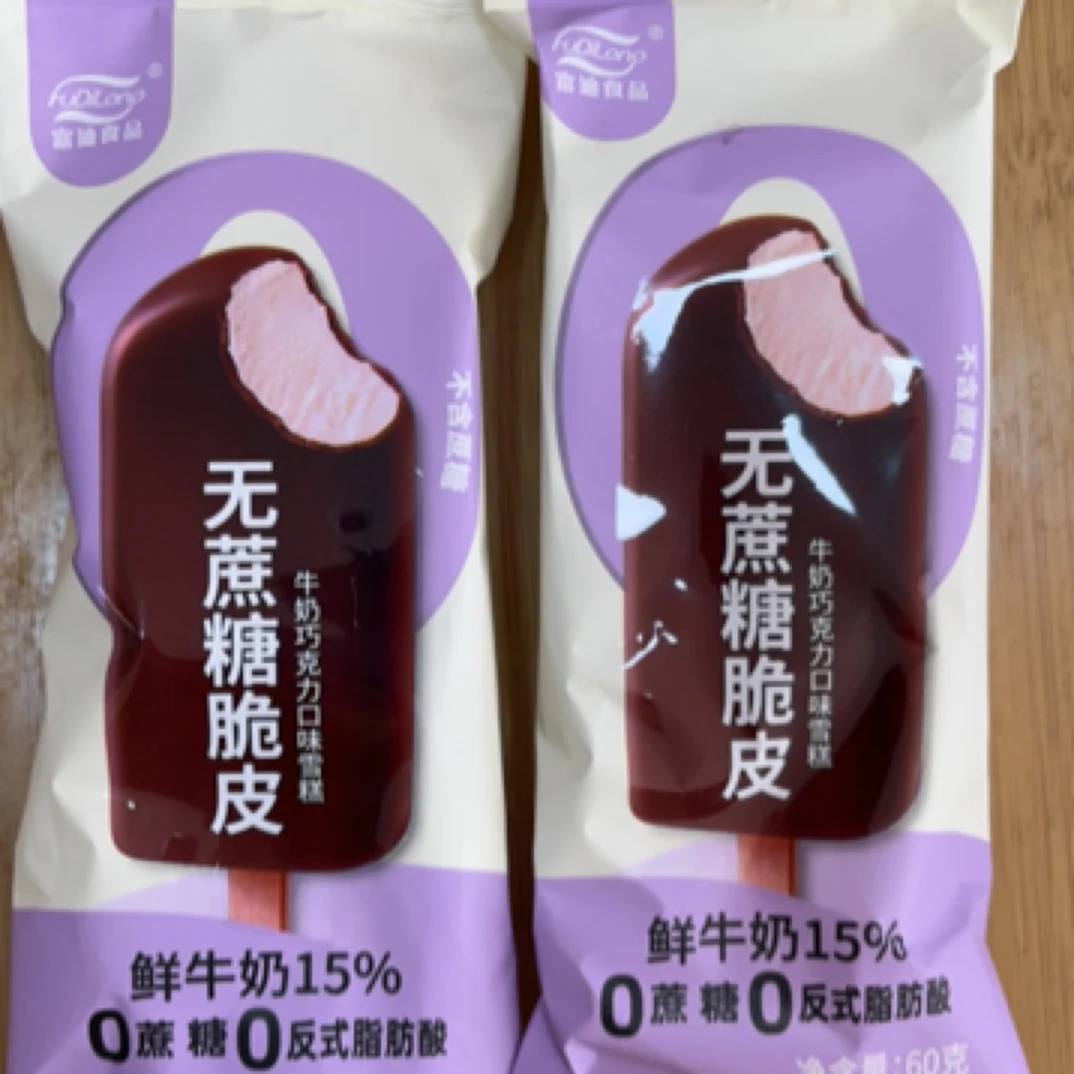 FuDiLong®
富帝食品
不含蔗糖
无蔗糖脆皮
牛奶巧克力口味雪糕
鲜牛奶15%
0蔗糖 0反式脂肪酸
FuDiLong®
富帝食品
不含蔗糖
无蔗糖脆皮
牛奶巧克力口味雪糕
鲜牛奶15%
0蔗糖 0反式脂肪酸
净含量:60克